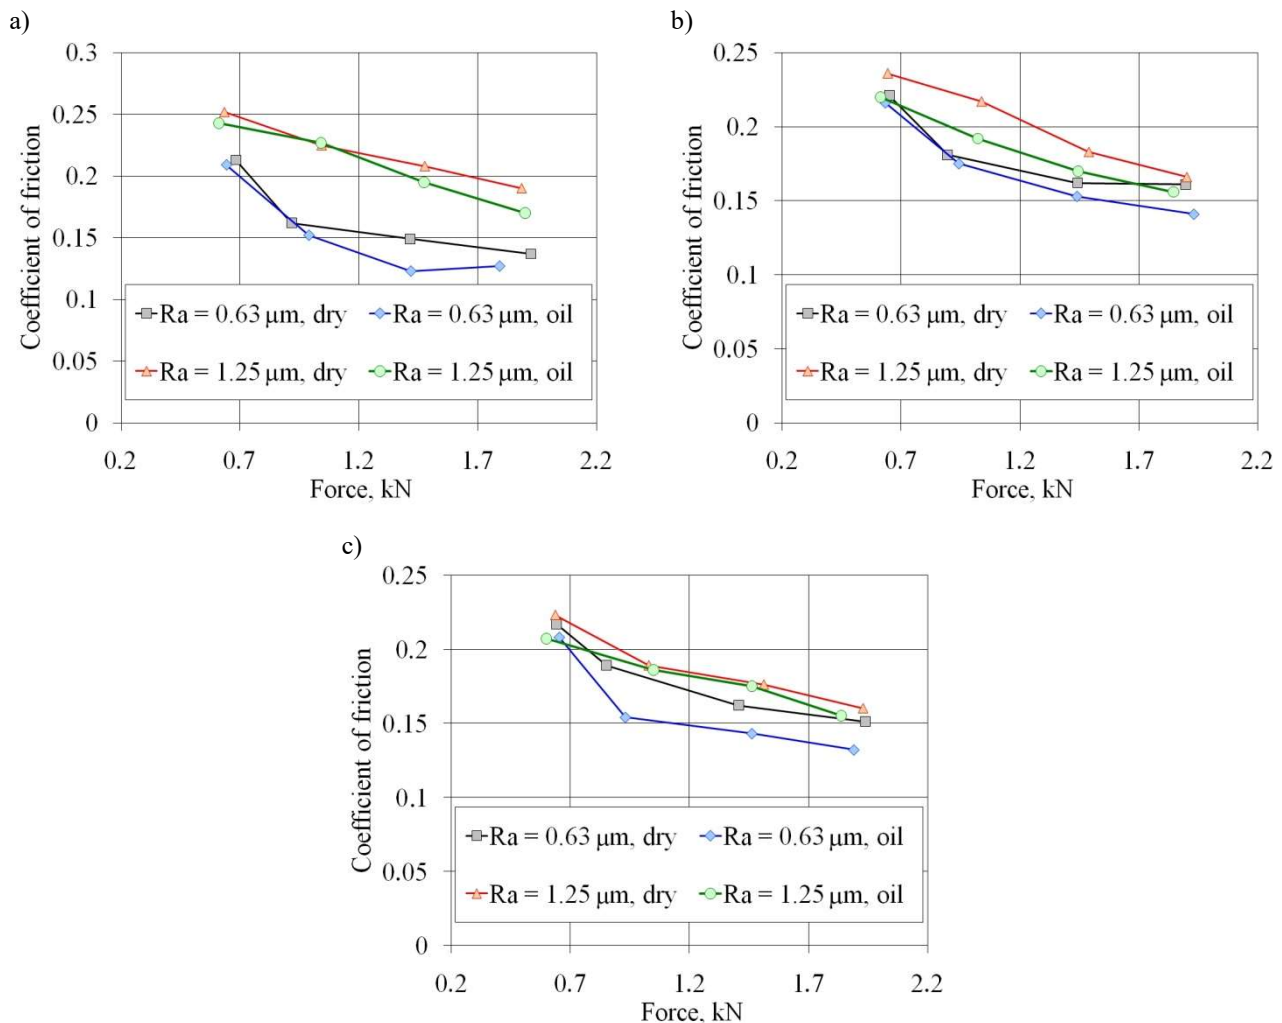 a)
0.3
0.25
0.2
0.15
0.1
0.05
0
Coefficient of friction
Ra = 0.63 μm, dry Ra = 0.63 μm, oil
Ra = 1.25 μm, dry Ra = 1.25 μm, oil
0.2 0.7 1.2 1.7 2.2
Force, kN
b)
0.25
0.2
0.15
0.1
0.05
0
Coefficient of friction
Ra = 0.63 μm, dry Ra = 0.63 μm, oil
Ra = 1.25 μm, dry Ra = 1.25 μm, oil
0.2 0.7 1.2 1.7 2.2
Force, kN
c)
0.25
0.2
0.15
0.1
0.05
0
Coefficient of friction
Ra = 0.63 μm, dry Ra = 0.63 μm, oil
Ra = 1.25 μm, dry Ra = 1.25 μm, oil
0.2 0.7 1.2 1.7 2.2
Force, kN